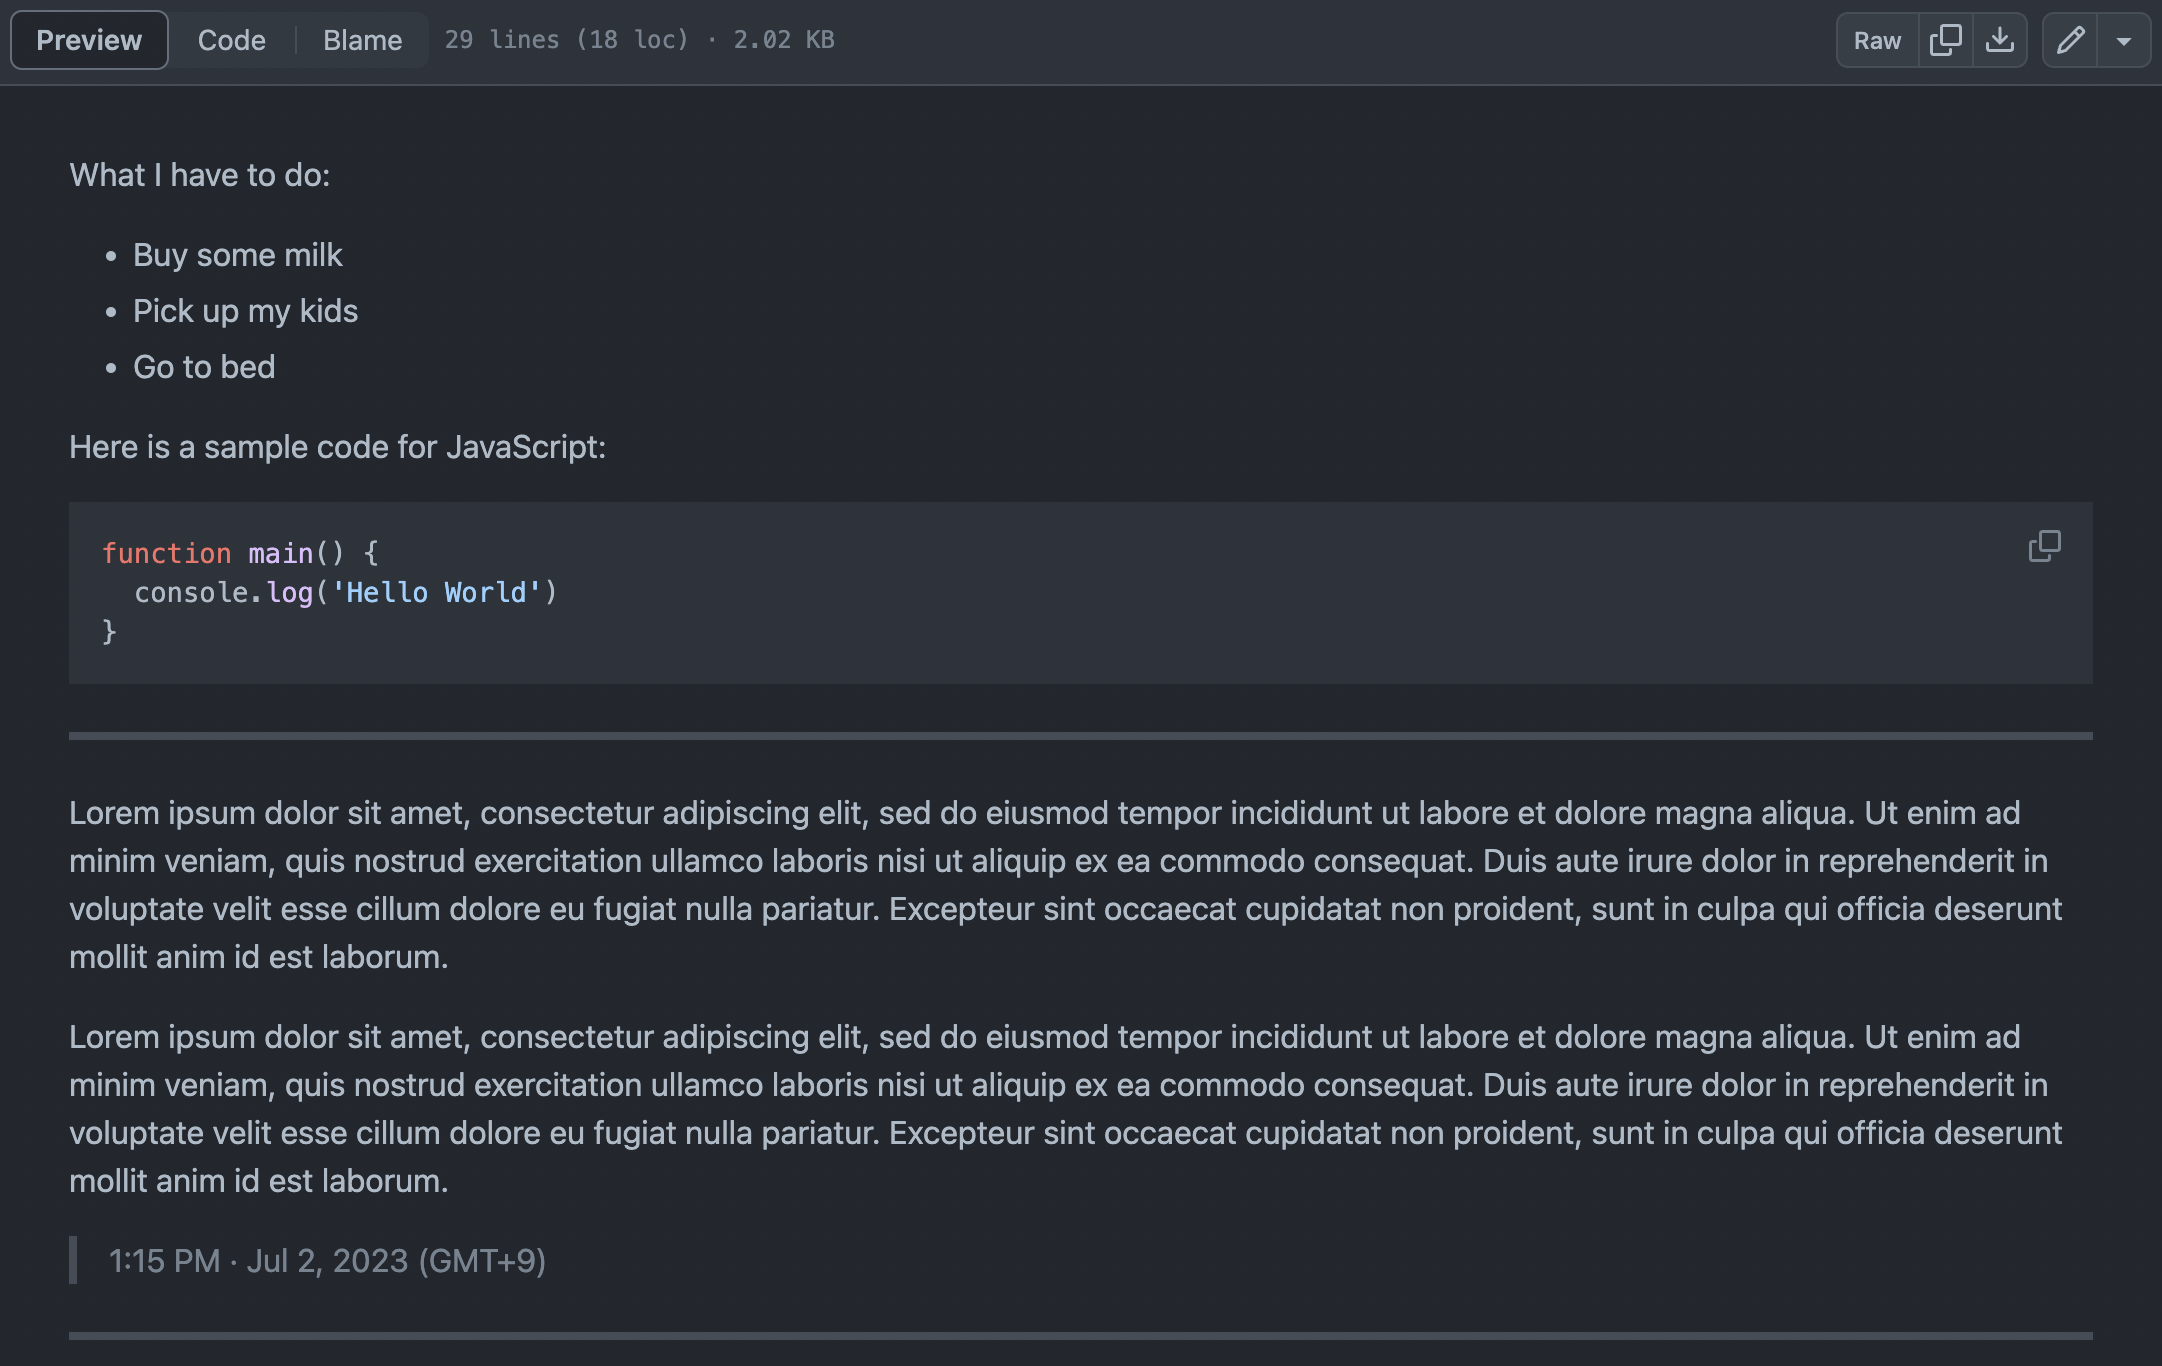 Preview Code Blame 29 lines (18 loc) · 2.02 KB Raw
What I have to do:
• Buy some milk
• Pick up my kids
• Go to bed
Here is a sample code for JavaScript:
function main() {
  console.log('Hello World')
}
Lorem ipsum dolor sit amet, consectetur adipiscing elit, sed do eiusmod tempor incididunt ut labore et dolore magna aliqua. Ut enim ad
minim veniam, quis nostrud exercitation ullamco laboris nisi ut aliquip ex ea commodo consequat. Duis aute irure dolor in reprehenderit in
voluptate velit esse cillum dolore eu fugiat nulla pariatur. Excepteur sint occaecat cupidatat non proident, sunt in culpa qui officia deserunt
mollit anim id est laborum.
Lorem ipsum dolor sit amet, consectetur adipiscing elit, sed do eiusmod tempor incididunt ut labore et dolore magna aliqua. Ut enim ad
minim veniam, quis nostrud exercitation ullamco laboris nisi ut aliquip ex ea commodo consequat. Duis aute irure dolor in reprehenderit in
voluptate velit esse cillum dolore eu fugiat nulla pariatur. Excepteur sint occaecat cupidatat non proident, sunt in culpa qui officia deserunt
mollit anim id est laborum.
1:15 PM · Jul 2, 2023 (GMT+9)